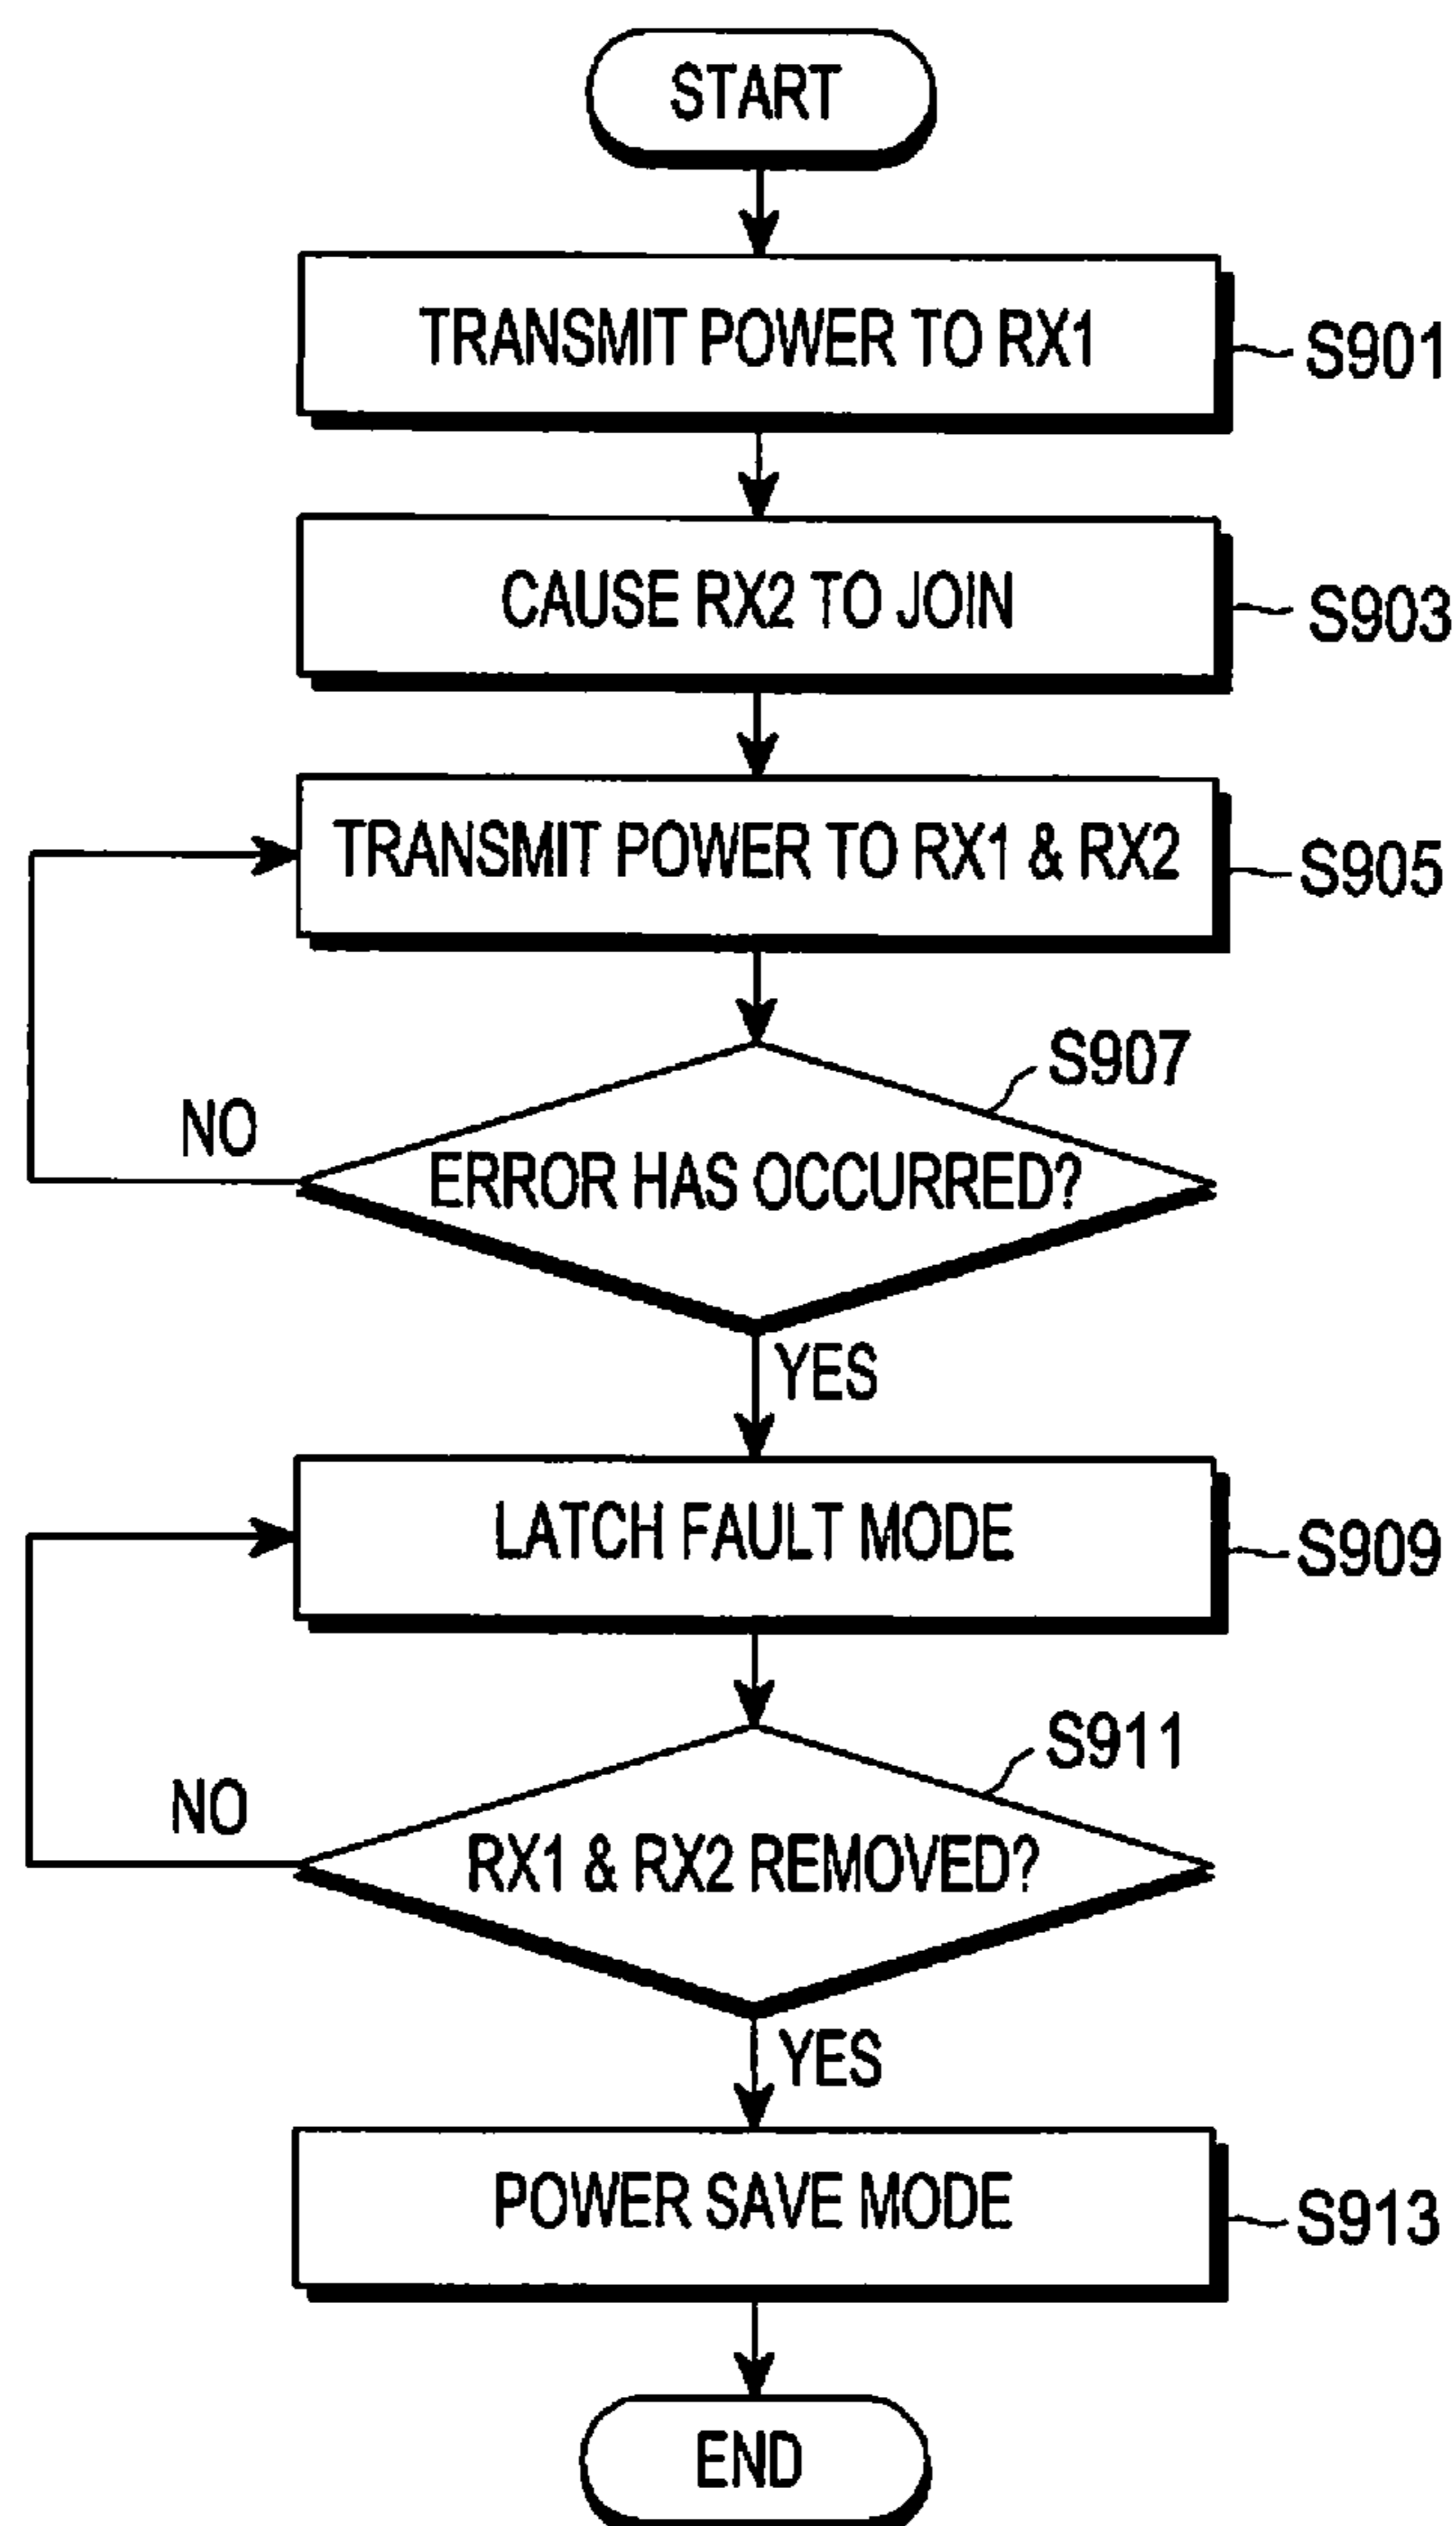 START
TRANSMIT POWER TO RX1
S901
CAUSE RX2 TO JOIN
S903
TRANSMIT POWER TO RX1 & RX2
S905
S907
NO
ERROR HAS OCCURRED?
YES
LATCH FAULT MODE
S909
S911
NO
RX1 & RX2 REMOVED?
YES
POWER SAVE MODE
S913
END